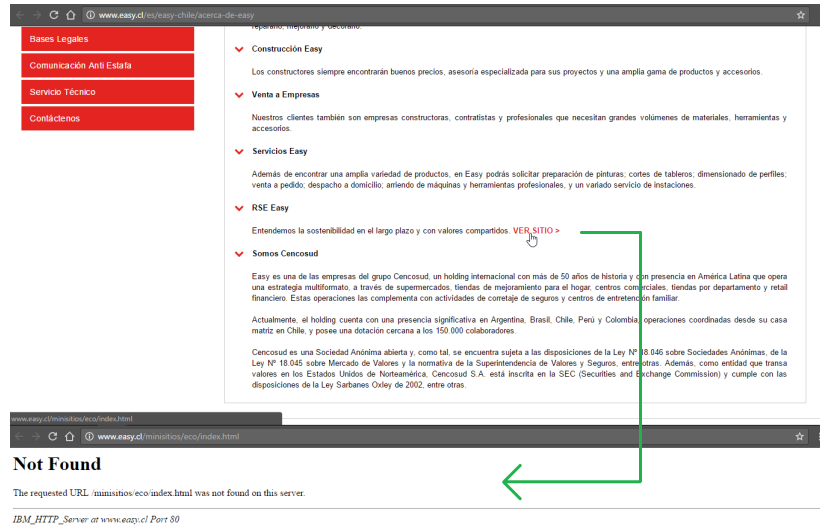 www.easy.cl/es/easy-chile/acerca-de-easy
Bases Legales
Comunicación Anti Estafa
Servicio Técnico
Contáctenos
repararlo, mejorarlo y decorarlo.
Construcción Easy
Los constructores siempre encontrarán buenos precios, asesoría especializada para sus proyectos y una amplia gama de productos y accesorios.
Venta a Empresas
Nuestros clientes también son empresas constructoras, contratistas y profesionales que necesitan grandes volúmenes de materiales, herramientas y
accesorios.
Servicios Easy
Además de encontrar una amplia variedad de productos, en Easy podrás solicitar preparación de pinturas; cortes de tableros; dimensionado de perfiles;
venta a pedido; despacho a domicilio; arriendo de máquinas y herramientas profesionales, y un variado servicio de instaciones.
RSE Easy
Entendemos la sostenibilidad en el largo plazo y con valores compartidos. VER SITIO >
Somos Cencosud
Easy es una de las empresas del grupo Cencosud, un holding internacional con más de 50 años de historia y con presencia en América Latina que opera
una estrategia multiformato, a través de supermercados, tiendas de mejoramiento para el hogar, centros comerciales, tiendas por departamento y retail
financiero. Estas operaciones las complementa con actividades de corretaje de seguros y centros de entretención familiar.
Actualmente, el holding cuenta con una presencia significativa en Argentina, Brasil, Chile, Perú y Colombia, operaciones coordinadas desde su casa
matriz en Chile, y posee una dotación cercana a los 150.000 colaboradores.
Cencosud es una Sociedad Anónima abierta y, como tal, se encuentra sujeta a las disposiciones de la Ley N° 18.046 sobre Sociedades Anónimas, de la
Ley N° 18.045 sobre Mercado de Valores y la normativa de la Superintendencia de Valores y Seguros, entre otras. Además, como entidad que transa
valores en los Estados Unidos de Norteamérica, Cencosud S.A. está inscrita en la SEC (Securities and Exchange Commission) y cumple con las
disposiciones de la Ley Sarbanes Oxley de 2002, entre otras.
www.easy.cl/minisitios/eco/index.html
www.easy.cl/minisitios/eco/index.html
Not Found
The requested URL /minisitios/eco/index.html was not found on this server.
IBM_HTTP_Server at www.easy.cl Port 80